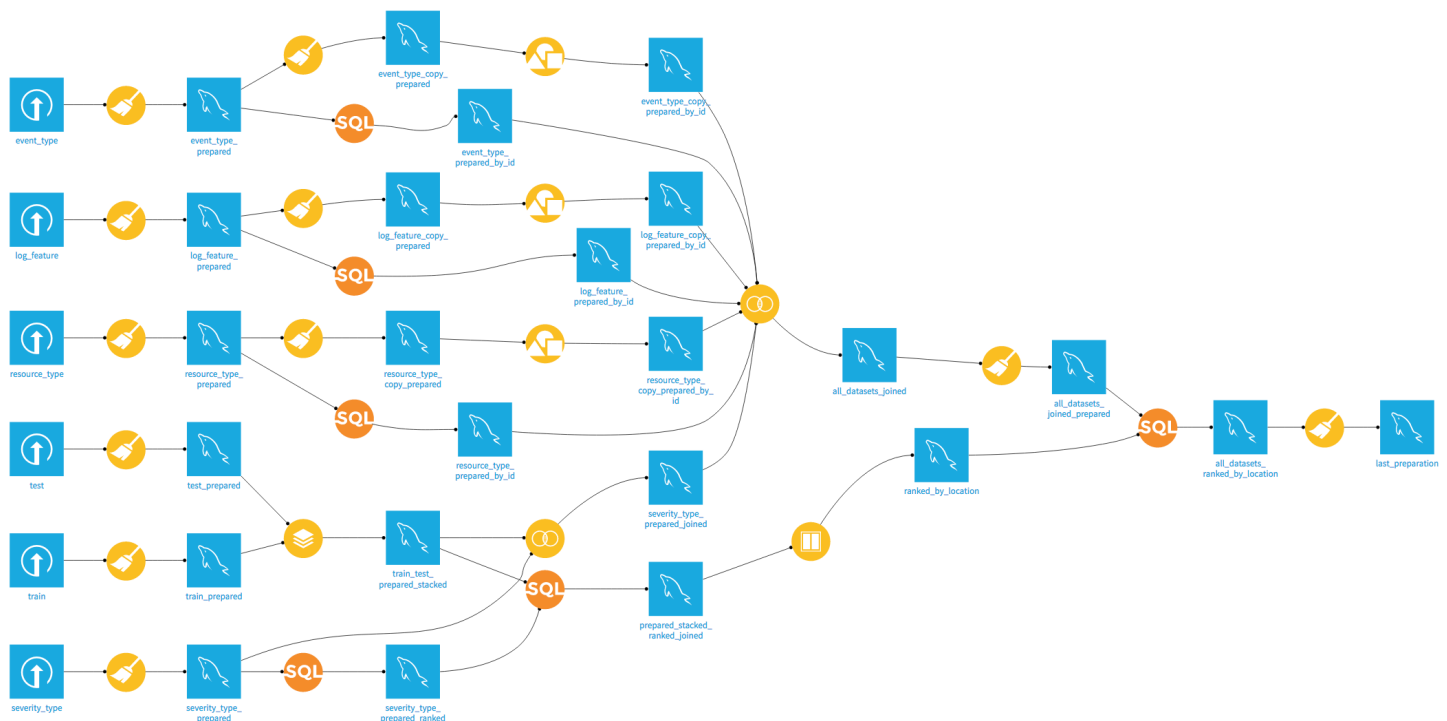 event_type_copy_
prepared
event_type_copy_
prepared_by_id
event_type
event_type_
prepared
SQL
event_type_
prepared_by_id
log_feature
log_feature_
prepared
log_feature_copy_
prepared
log_feature_copy_
prepared_by_id
SQL
log_feature_
prepared_by_id
resource_type
resource_type_
prepared
resource_type_
copy_prepared
resource_type_
copy_prepared_by_
id
all_datasets_joined
all_datasets_
joined_prepared
SQL
resource_type_
prepared_by_id
SQL
all_datasets_
ranked_by_location
last_preparation
test
test_prepared
ranked_by_location
severity_type_
prepared_joined
train
train_prepared
train_test_
prepared_stacked
SQL
prepared_stacked_
ranked_joined
severity_type
severity_type_
prepared
SQL
severity_type_
prepared_ranked